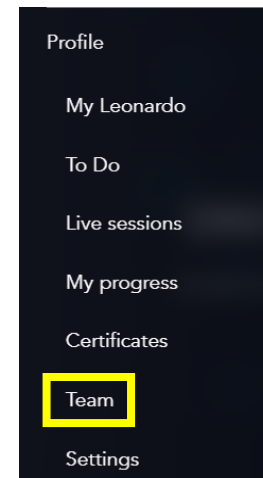 Profile
My Leonardo
To Do
Live sessions
My progress
Certificates
Team
Settings